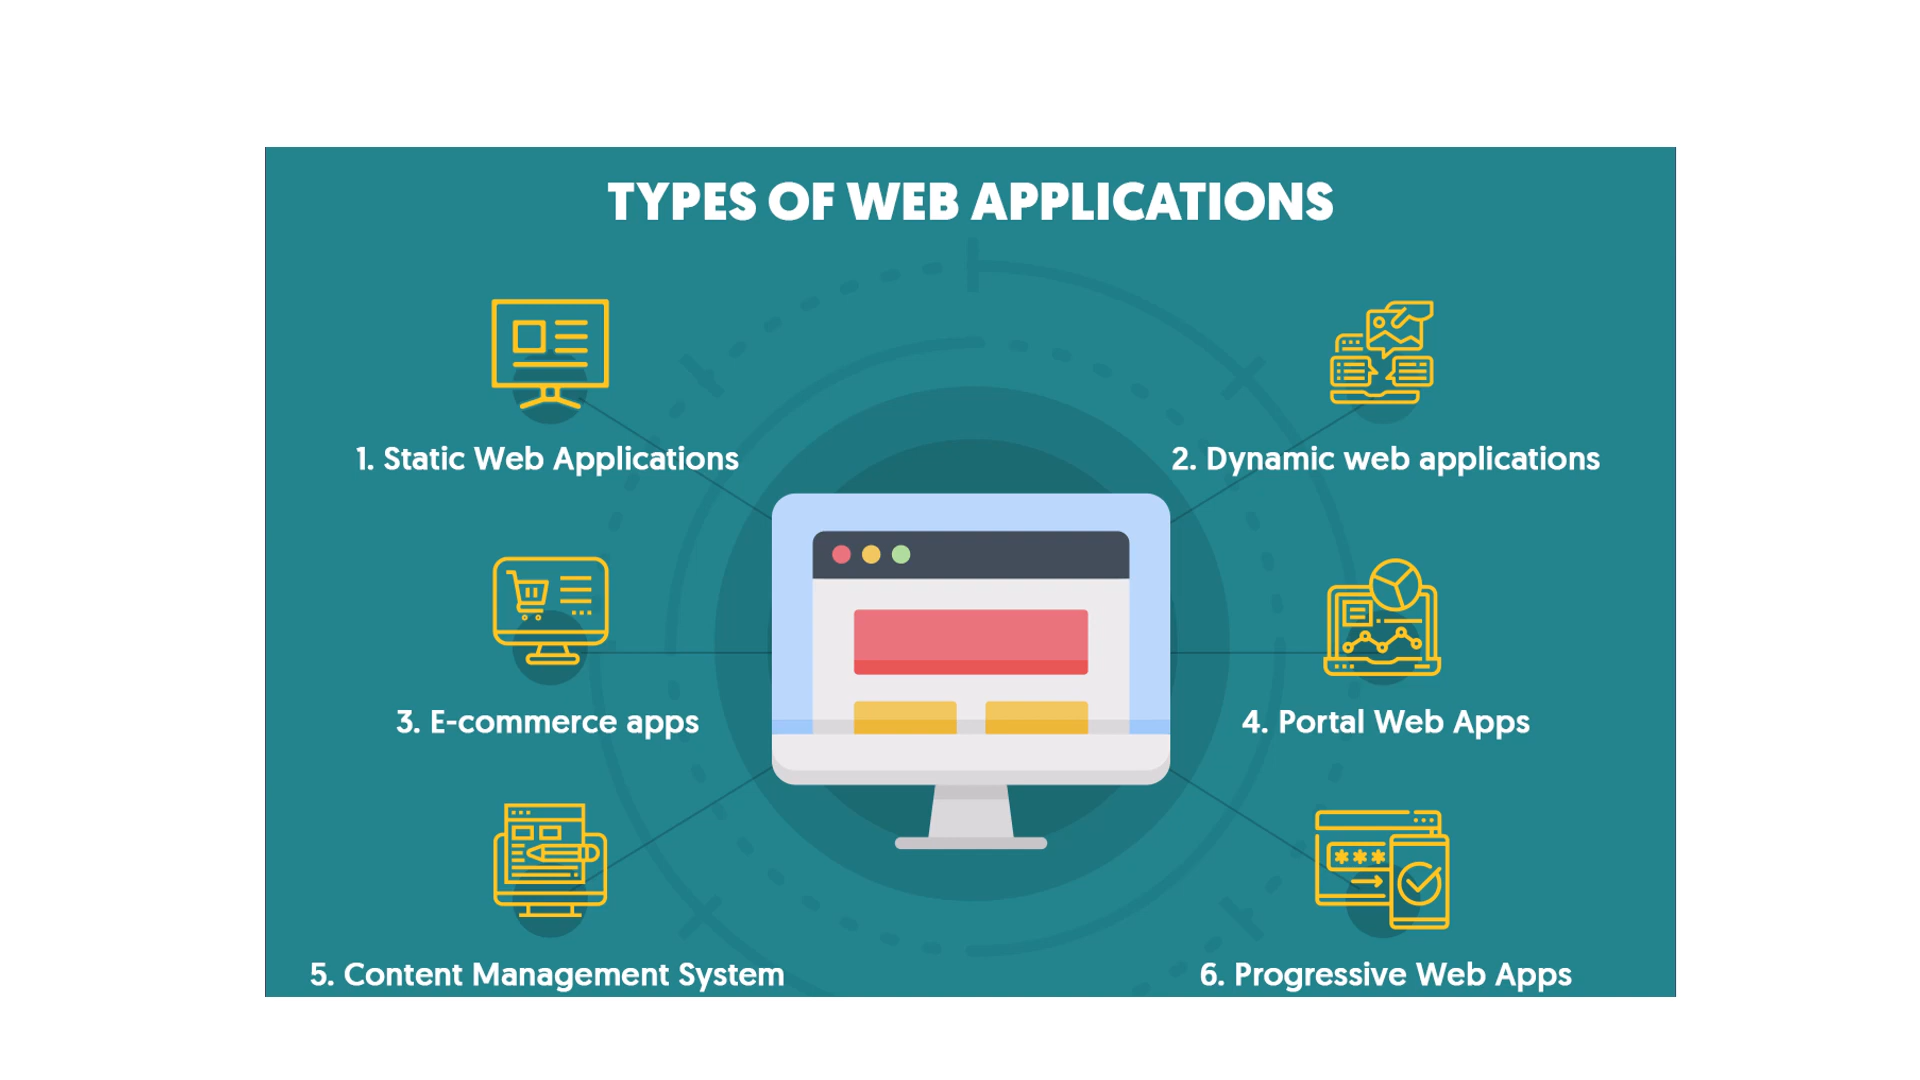 TYPES OF WEB APPLICATIONS
1. Static Web Applications
2. Dynamic web applications
3. E-commerce apps
4. Portal Web Apps
5. Content Management System
6. Progressive Web Apps